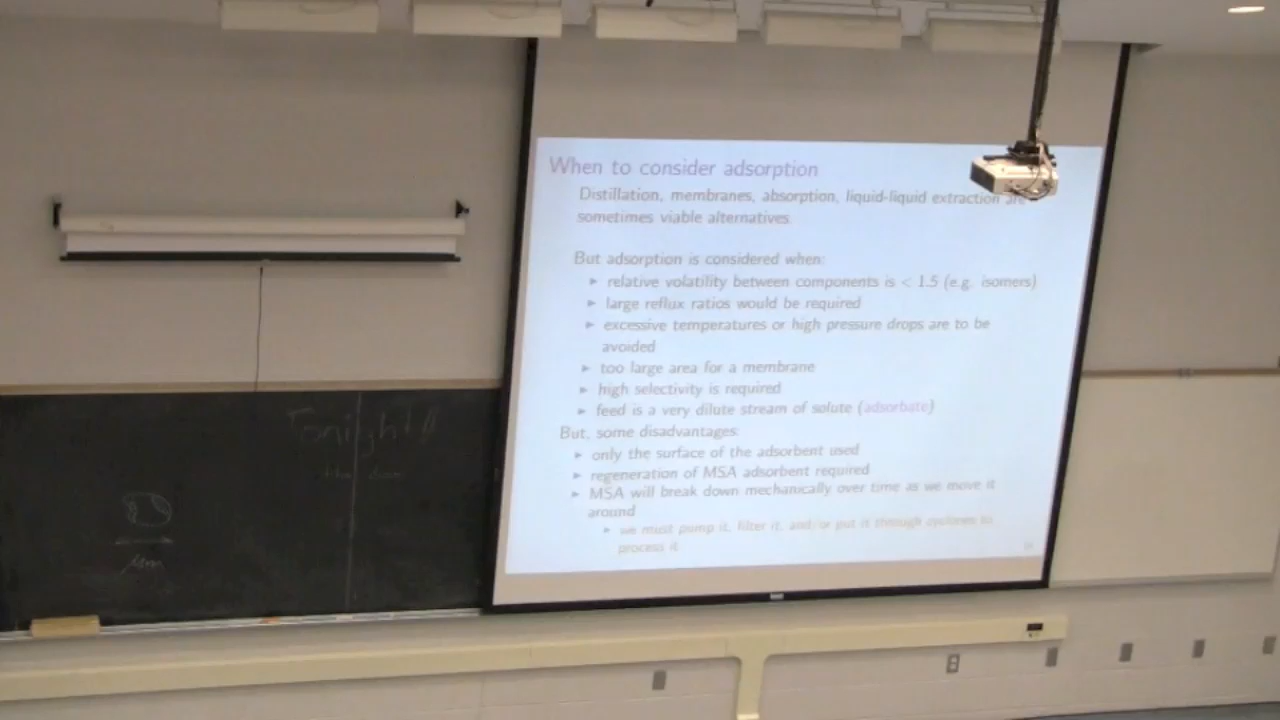 When to consider adsorption
Distillation, membranes, absorption, liquid-liquid extraction are
sometimes viable alternatives.
But adsorption is considered when:
▸ relative volatility between components is < 1.5 (e.g. isomers)
▸ large reflux ratios would be required
▸ excessive temperatures or high pressure drops are to be
avoided
▸ too large area for a membrane
▸ high selectivity is required
▸ feed is a very dilute stream of solute (adsorbate)
But, some disadvantages:
▸ only the surface of the adsorbent used
▸ regeneration of MSA adsorbent required
▸ MSA will break down mechanically over time as we move it
around
▸ we must pump it, filter it, and/or put it through cyclones to
process it
Tonight
μm